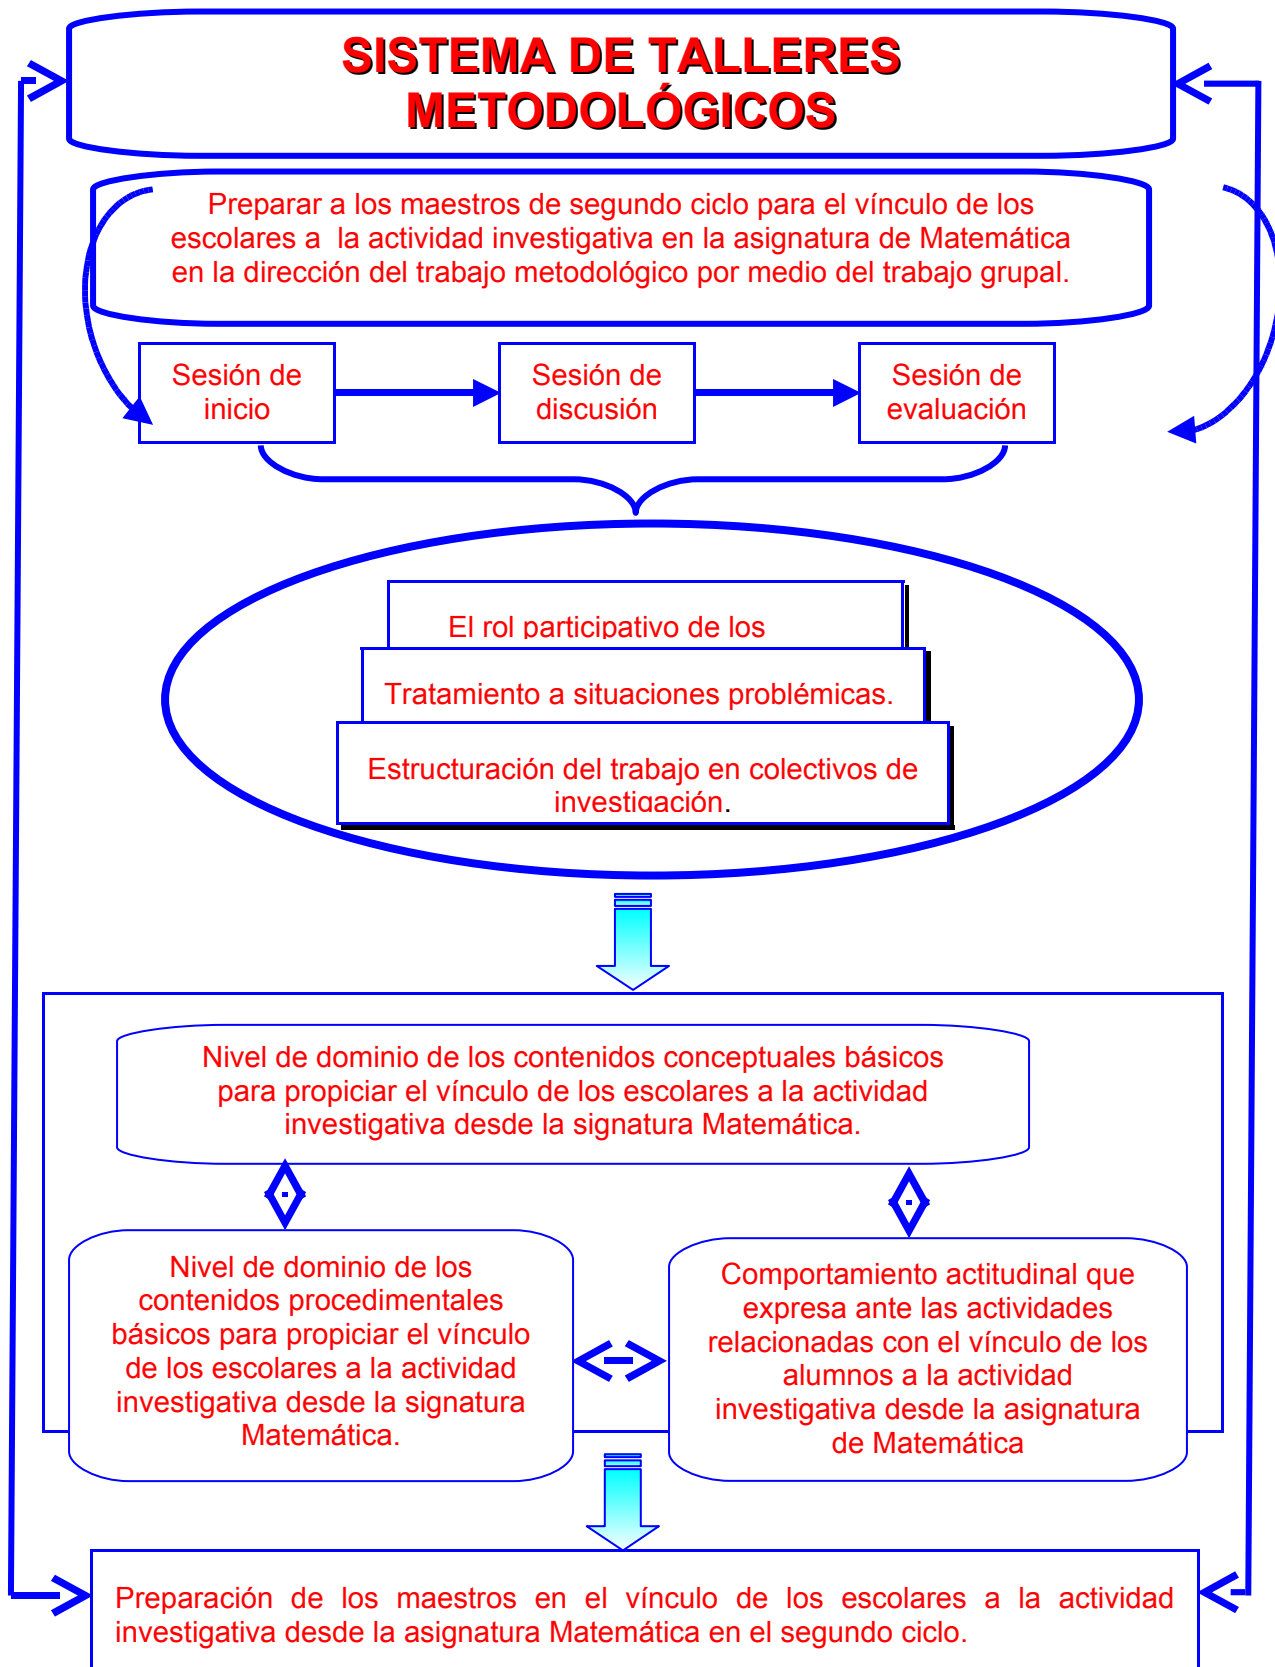 SISTEMA DE TALLERES
METODOLÓGICOS
Preparar a los maestros de segundo ciclo para el vínculo de los
escolares a la actividad investigativa en la asignatura de Matemática
en la dirección del trabajo metodológico por medio del trabajo grupal.
Sesión de
inicio
Sesión de
discusión
Sesión de
evaluación
El rol participativo de los
Tratamiento a situaciones problémicas.
Estructuración del trabajo en colectivos de
investigación.
Nivel de dominio de los contenidos conceptuales básicos
para propiciar el vínculo de los escolares a la actividad
investigativa desde la signatura Matemática.
Nivel de dominio de los
contenidos procedimentales
básicos para propiciar el vínculo
de los escolares a la actividad
investigativa desde la signatura
Matemática.
Comportamiento actitudinal que
expresa ante las actividades
relacionadas con el vínculo de los
alumnos a la actividad
investigativa desde la asignatura
de Matemática
Preparación de los maestros en el vínculo de los escolares a la actividad
investigativa desde la asignatura Matemática en el segundo ciclo.